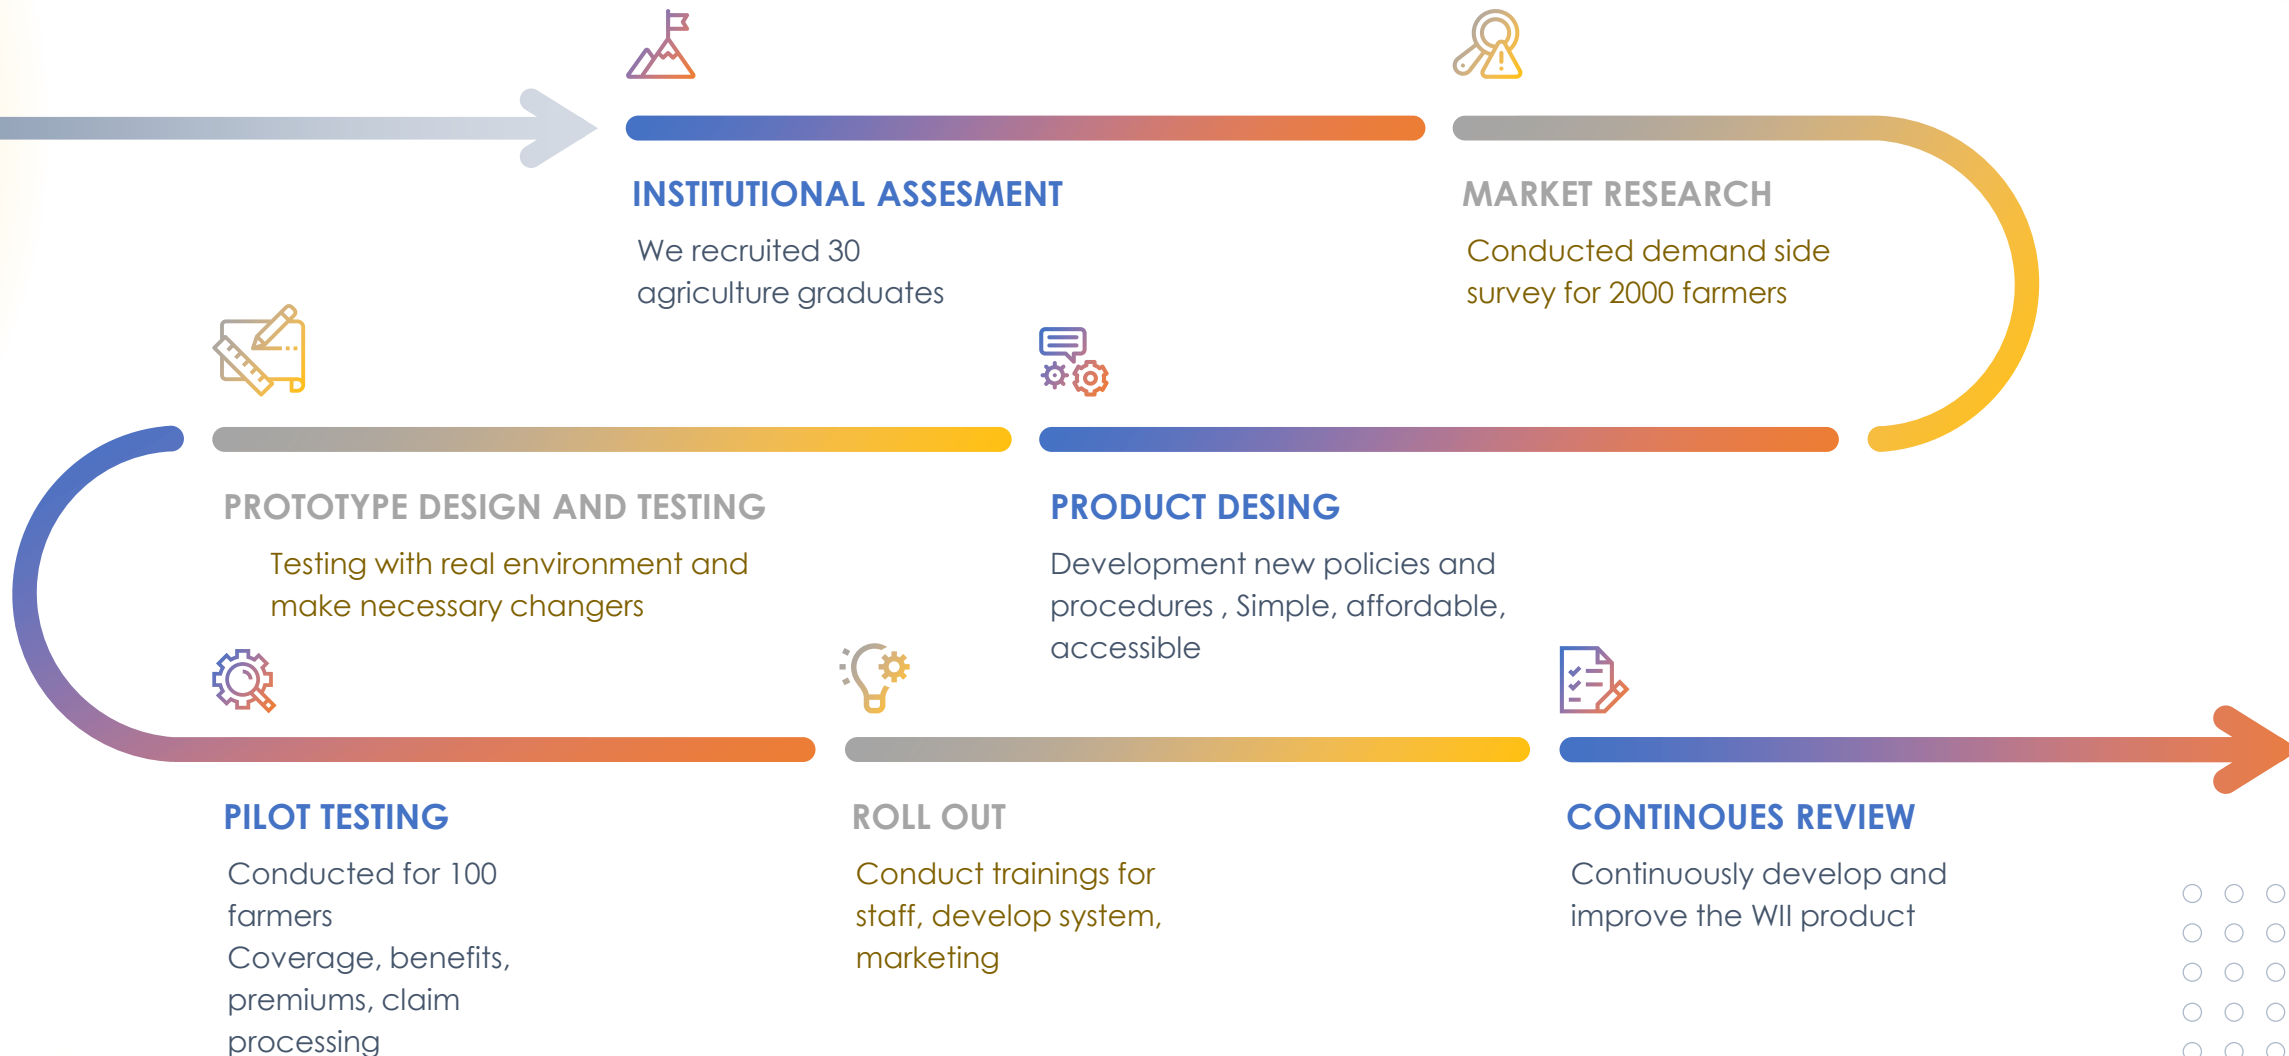 INSTITUTIONAL ASSESMENT
We recruited 30
agriculture graduates
MARKET RESEARCH
Conducted demand side
survey for 2000 farmers
PRODUCT DESING
Development new policies and
procedures , Simple, affordable,
accessible
PROTOTYPE DESIGN AND TESTING
Testing with real environment and
make necessary changers
PILOT TESTING
Conducted for 100
farmers
Coverage, benefits,
premiums, claim
processing
ROLL OUT
Conduct trainings for
staff, develop system,
marketing
CONTINOUES REVIEW
Continuously develop and
improve the WII product